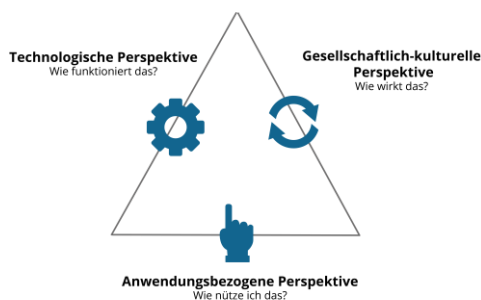 Technologische Perspektive
Wie funktioniert das?
Gesellschaftlich-kulturelle
Perspektive
Wie wirkt das?
Anwendungsbezogene Perspektive
Wie nütze ich das?